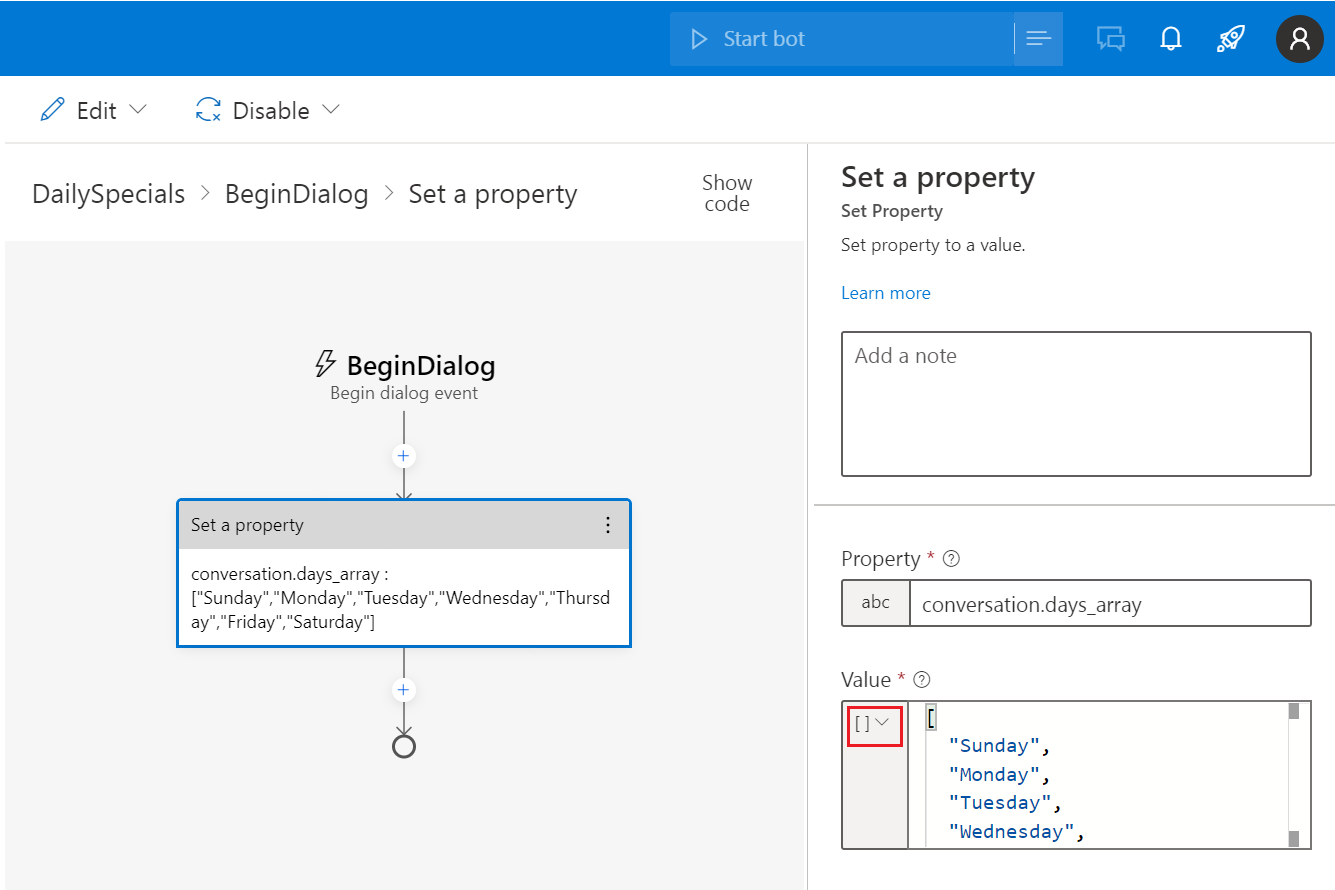 Start bot
Edit
Disable
DailySpecials > BeginDialog > Set a property
Show
code
BeginDialog
Begin dialog event
+
Set a property
conversation.days_array :
["Sunday","Monday","Tuesday","Wednesday","Thursd
ay","Friday","Saturday"]
+
Set a property
Set Property
Set property to a value.
Learn more
Add a note
Property * ?
abc conversation.days_array
Value * ?
[ ] [
"Sunday",
"Monday",
"Tuesday",
"Wednesday",